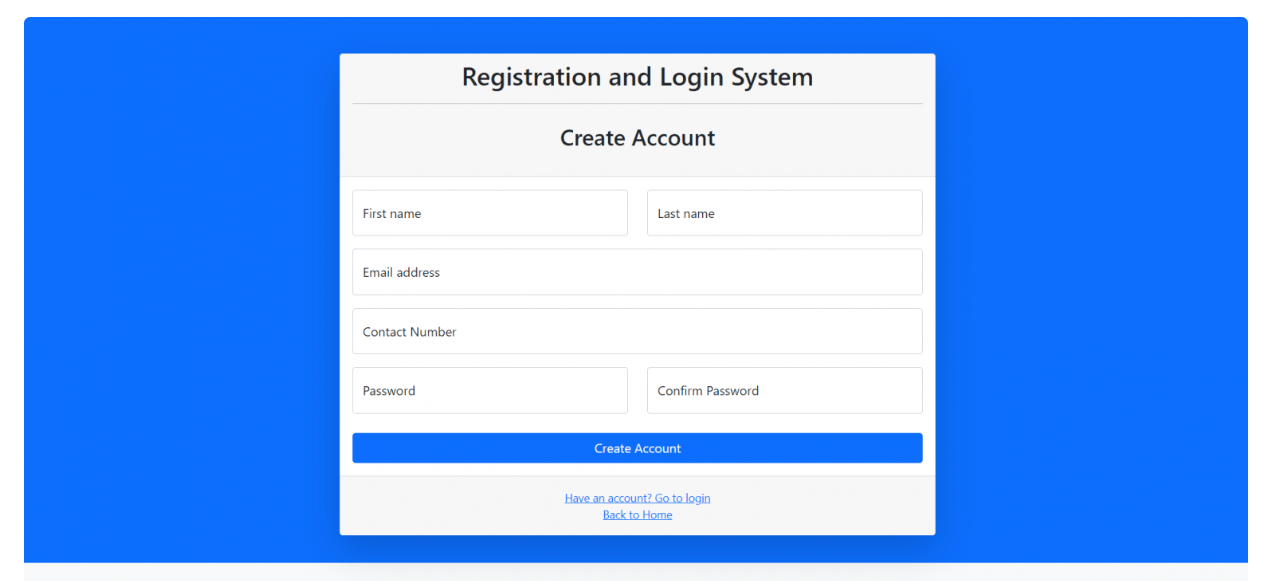 Registration and Login System
Create Account
First name
Last name
Email address
Contact Number
Password
Confirm Password
Create Account
Have an account? Go to login
Back to Home